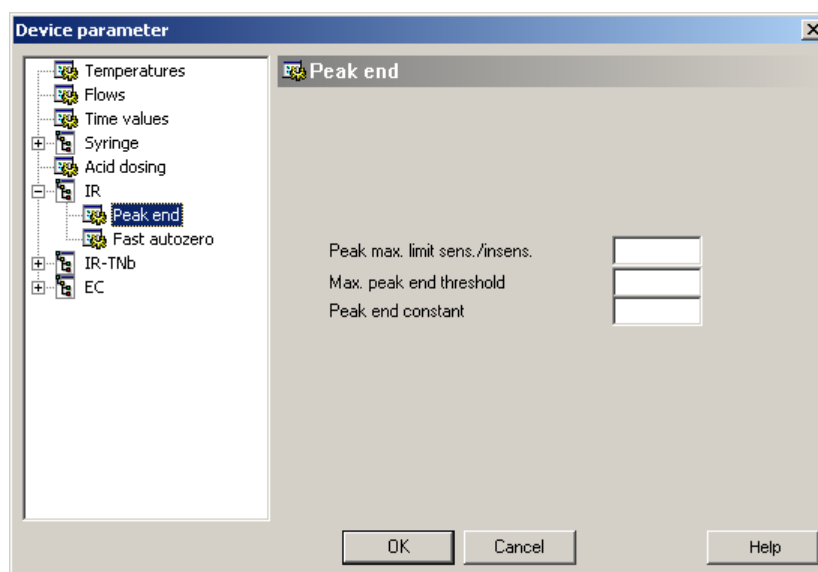 Device parameter
Temperatures
Flows
Time values
Syringe
Acid dosing
IR
Peak end
Fast autozero
IR-TNb
EC
Peak end
Peak max. limit sens./insens.
Max. peak end threshold
Peak end constant
OK
Cancel
Help